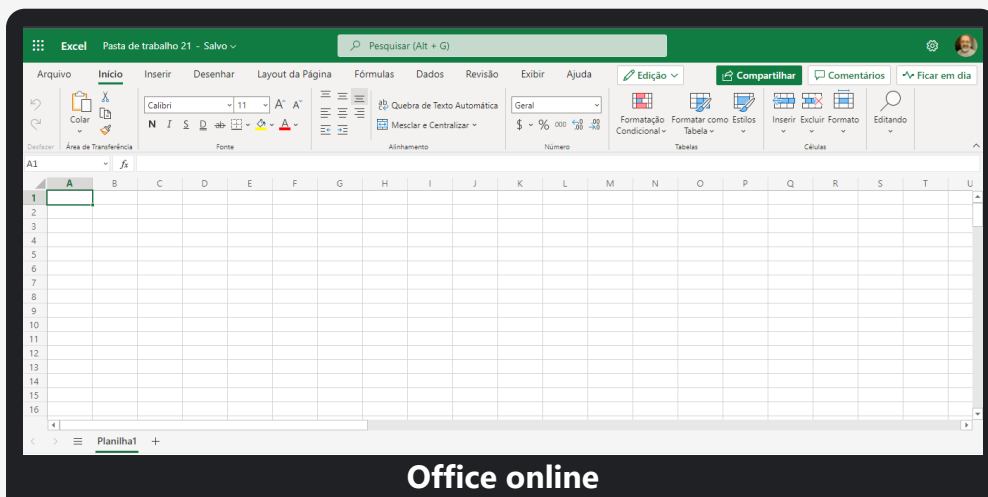 Excel Pasta de trabalho 21 - Salvo Pesquisar (Alt + G)
Arquivo Início Inserir Desenhar Layout da Página Fórmulas Dados Revisão Exibir Ajuda Edição Compartilhar Comentários Ficar em dia
Colar Calibri 11 A^ A˅ ab Quebra de Texto Automática Geral
N I S D ab A Mesclar e Centralizar $ % 000 Formatação Condicional Formatar como Tabela Estilos Inserir Excluir Formato Editando
Desfazer Área de Transferência Fonte Alinhamento Número Tabelas Células
A1 fx
A B C D E F G H I J K L M N O P Q R S T U
1
2
3
4
5
6
7
8
9
10
11
12
13
14
15
16
Planilha1 +
Office online